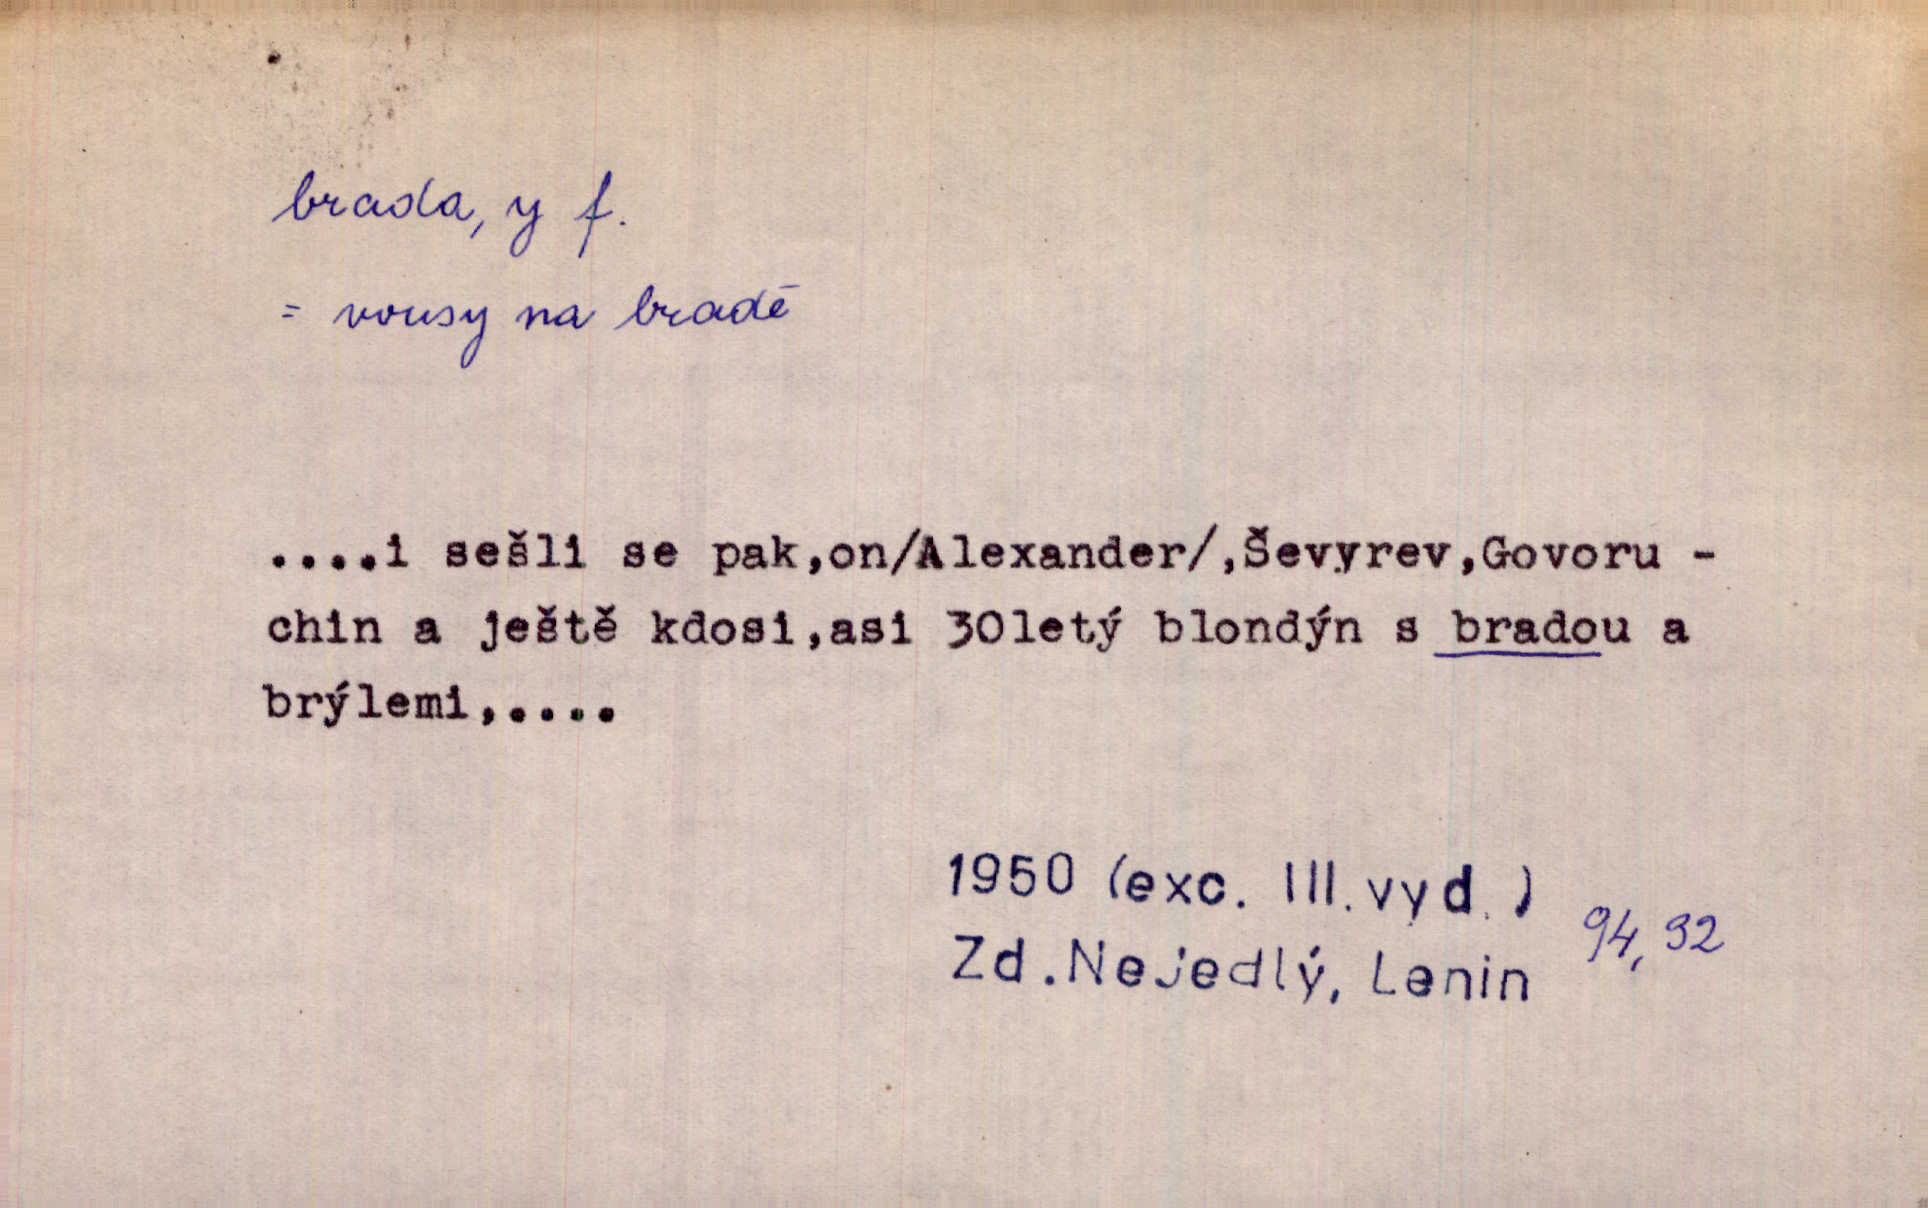 brada, y f.
= vousy na bradě
....i sešli se pak,on/Alexander/,Ševyrev,Govoru -
chin a ještě kdosi,asi 30letý blondýn s bradou a
brýlemi,....
1950 (exc. III. vyd.)
Zd. Nejedlý, Lenin
94, 92